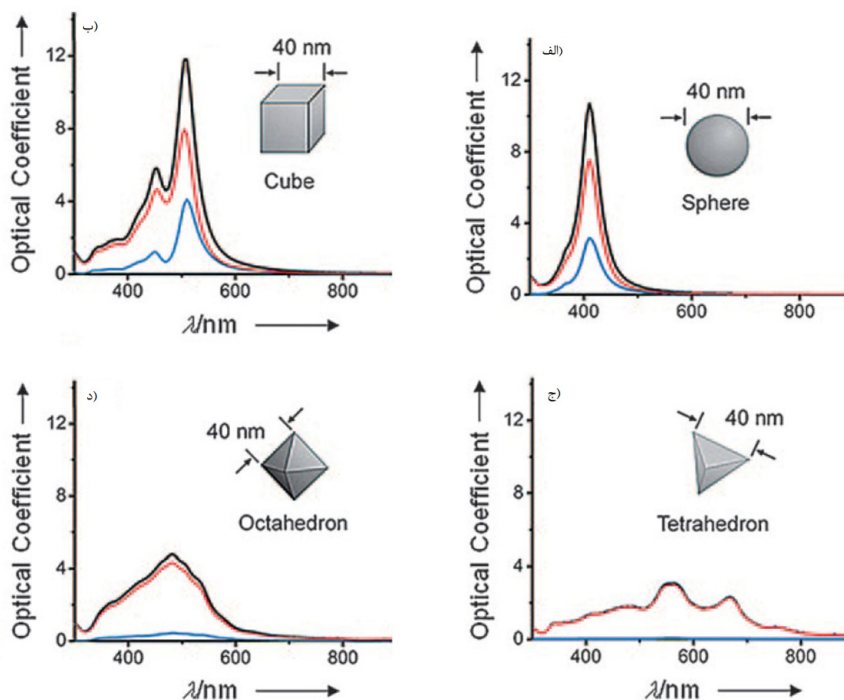 ب)
Optical Coefficient
12
8
4
0
40 nm
Cube
400 600 800
λ/nm
الف)
Optical Coefficient
12
8
4
0
40 nm
Sphere
400 600 800
λ/nm
د)
Optical Coefficient
12
8
4
0
40 nm
Octahedron
400 600 800
λ/nm
ج)
Optical Coefficient
12
8
4
0
40 nm
Tetrahedron
400 600 800
λ/nm